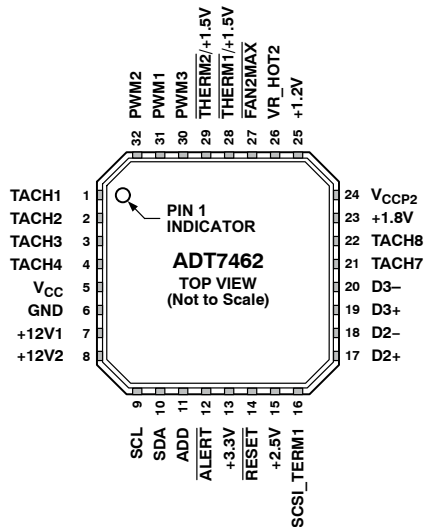 32 PWM2
31 PWM1
30 PWM3
29 THERM2/+1.5V
28 THERM1/+1.5V
27 FAN2MAX
26 VR_HOT2
25 +1.2V
TACH1 1
TACH2 2
TACH3 3
TACH4 4
VCC 5
GND 6
+12V1 7
+12V2 8
PIN 1
INDICATOR
ADT7462
TOP VIEW
(Not to Scale)
24 VCCP2
23 +1.8V
22 TACH8
21 TACH7
20 D3–
19 D3+
18 D2–
17 D2+
SCL 9
SDA 10
ADD 11
ALERT 12
+3.3V 13
RESET 14
+2.5V 15
SCSI_TERM1 16